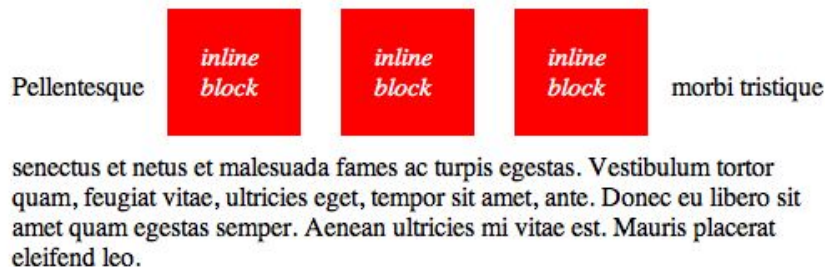 inline inline inline
Pellentesque block block block morbi tristique
senectus et netus et malesuada fames ac turpis egestas. Vestibulum tortor
quam, feugiat vitae, ultricies eget, tempor sit amet, ante. Donec eu libero sit
amet quam egestas semper. Aenean ultricies mi vitae est. Mauris placerat
eleifend leo.